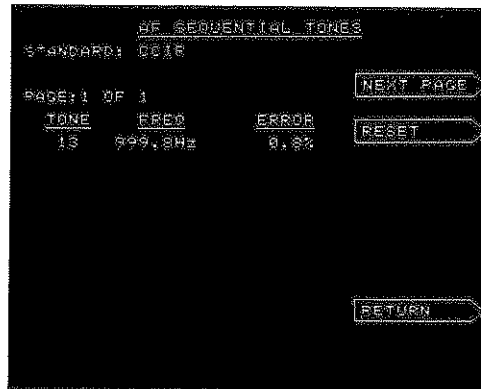 AF SEQUENTIAL TONES
STANDARD: CCIR
NEXT PAGE
PAGE:1 OF 1
TONE FREQ ERROR
RESET
13 999.8Hz 0.8%
RETURN